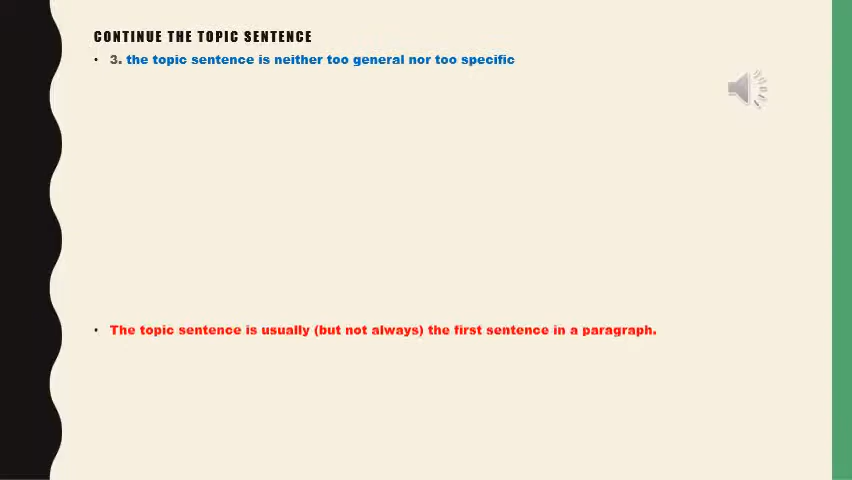 CONTINUE THE TOPIC SENTENCE
• 3. the topic sentence is neither too general nor too specific
• The topic sentence is usually (but not always) the first sentence in a paragraph.